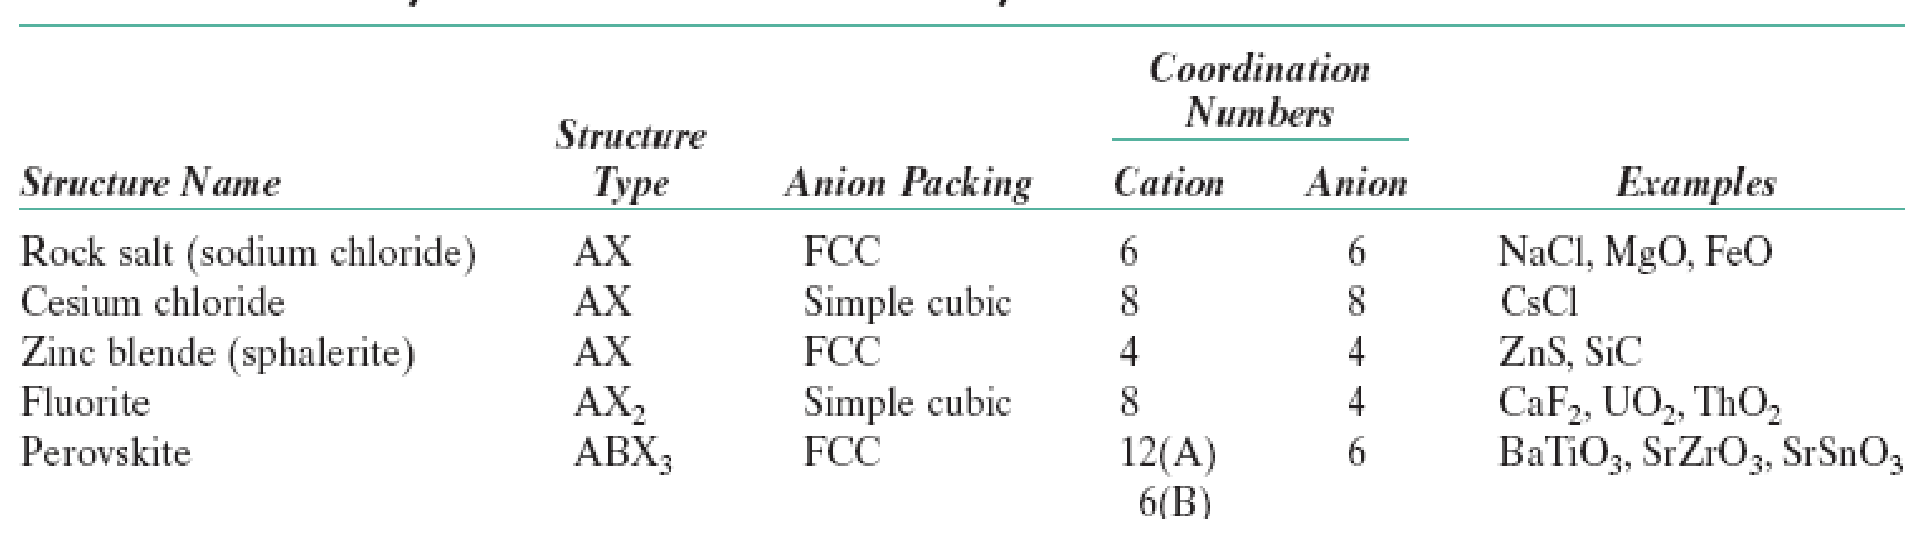 Coordination
Numbers
Structure
Structure Name Type Anion Packing Cation Anion Examples
Rock salt (sodium chloride) AX FCC 6 6 NaCl, MgO, FeO
Cesium chloride AX Simple cubic 8 8 CsCl
Zinc blende (sphalerite) AX FCC 4 4 ZnS, SiC
Fluorite AX₂ Simple cubic 8 4 CaF₂, UO₂, ThO₂
Perovskite ABX₃ FCC 12(A) 6 BaTiO₃, SrZrO₃, SrSnO₃
6(B)